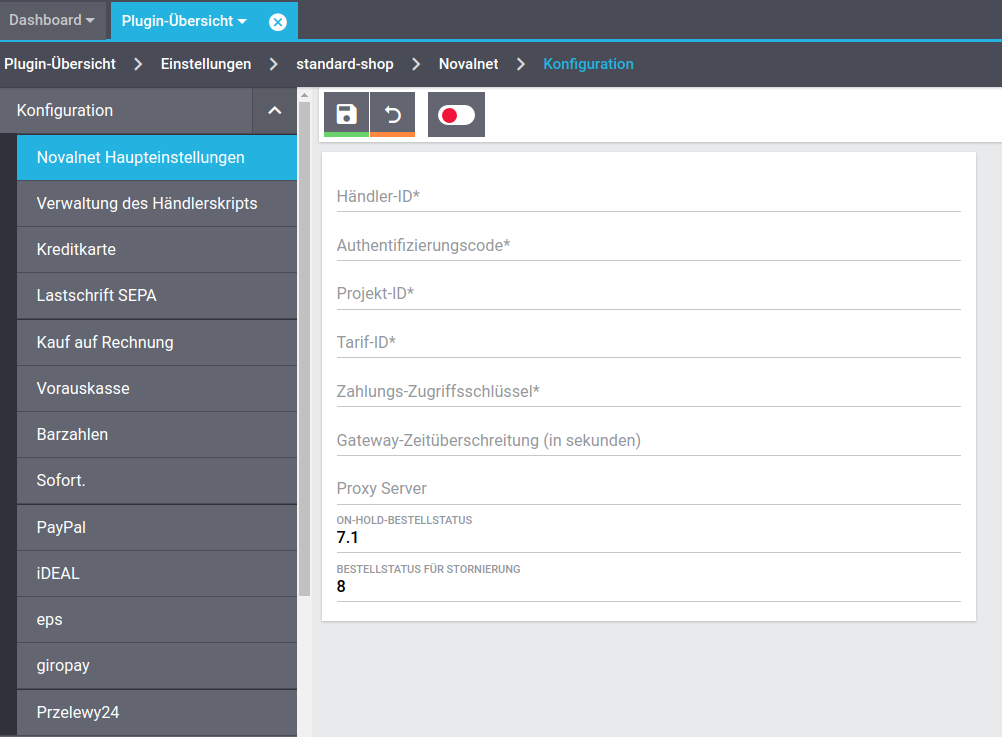 Dashboard
Plugin-Übersicht
Plugin-Übersicht Einstellungen standard-shop Novalnet Konfiguration
Konfiguration
Novalnet Haupteinstellungen
Verwaltung des Händlerskripts
Kreditkarte
Lastschrift SEPA
Kauf auf Rechnung
Vorauskasse
Barzahlen
Sofort.
PayPal
iDEAL
eps
giropay
Przelewy24
Händler-ID*
Authentifizierungscode*
Projekt-ID*
Tarif-ID*
Zahlungs-Zugriffsschlüssel*
Gateway-Zeitüberschreitung (in sekunden)
Proxy Server
ON-HOLD-BESTELLSTATUS
7.1
BESTELLSTATUS FÜR STORNIERUNG
8